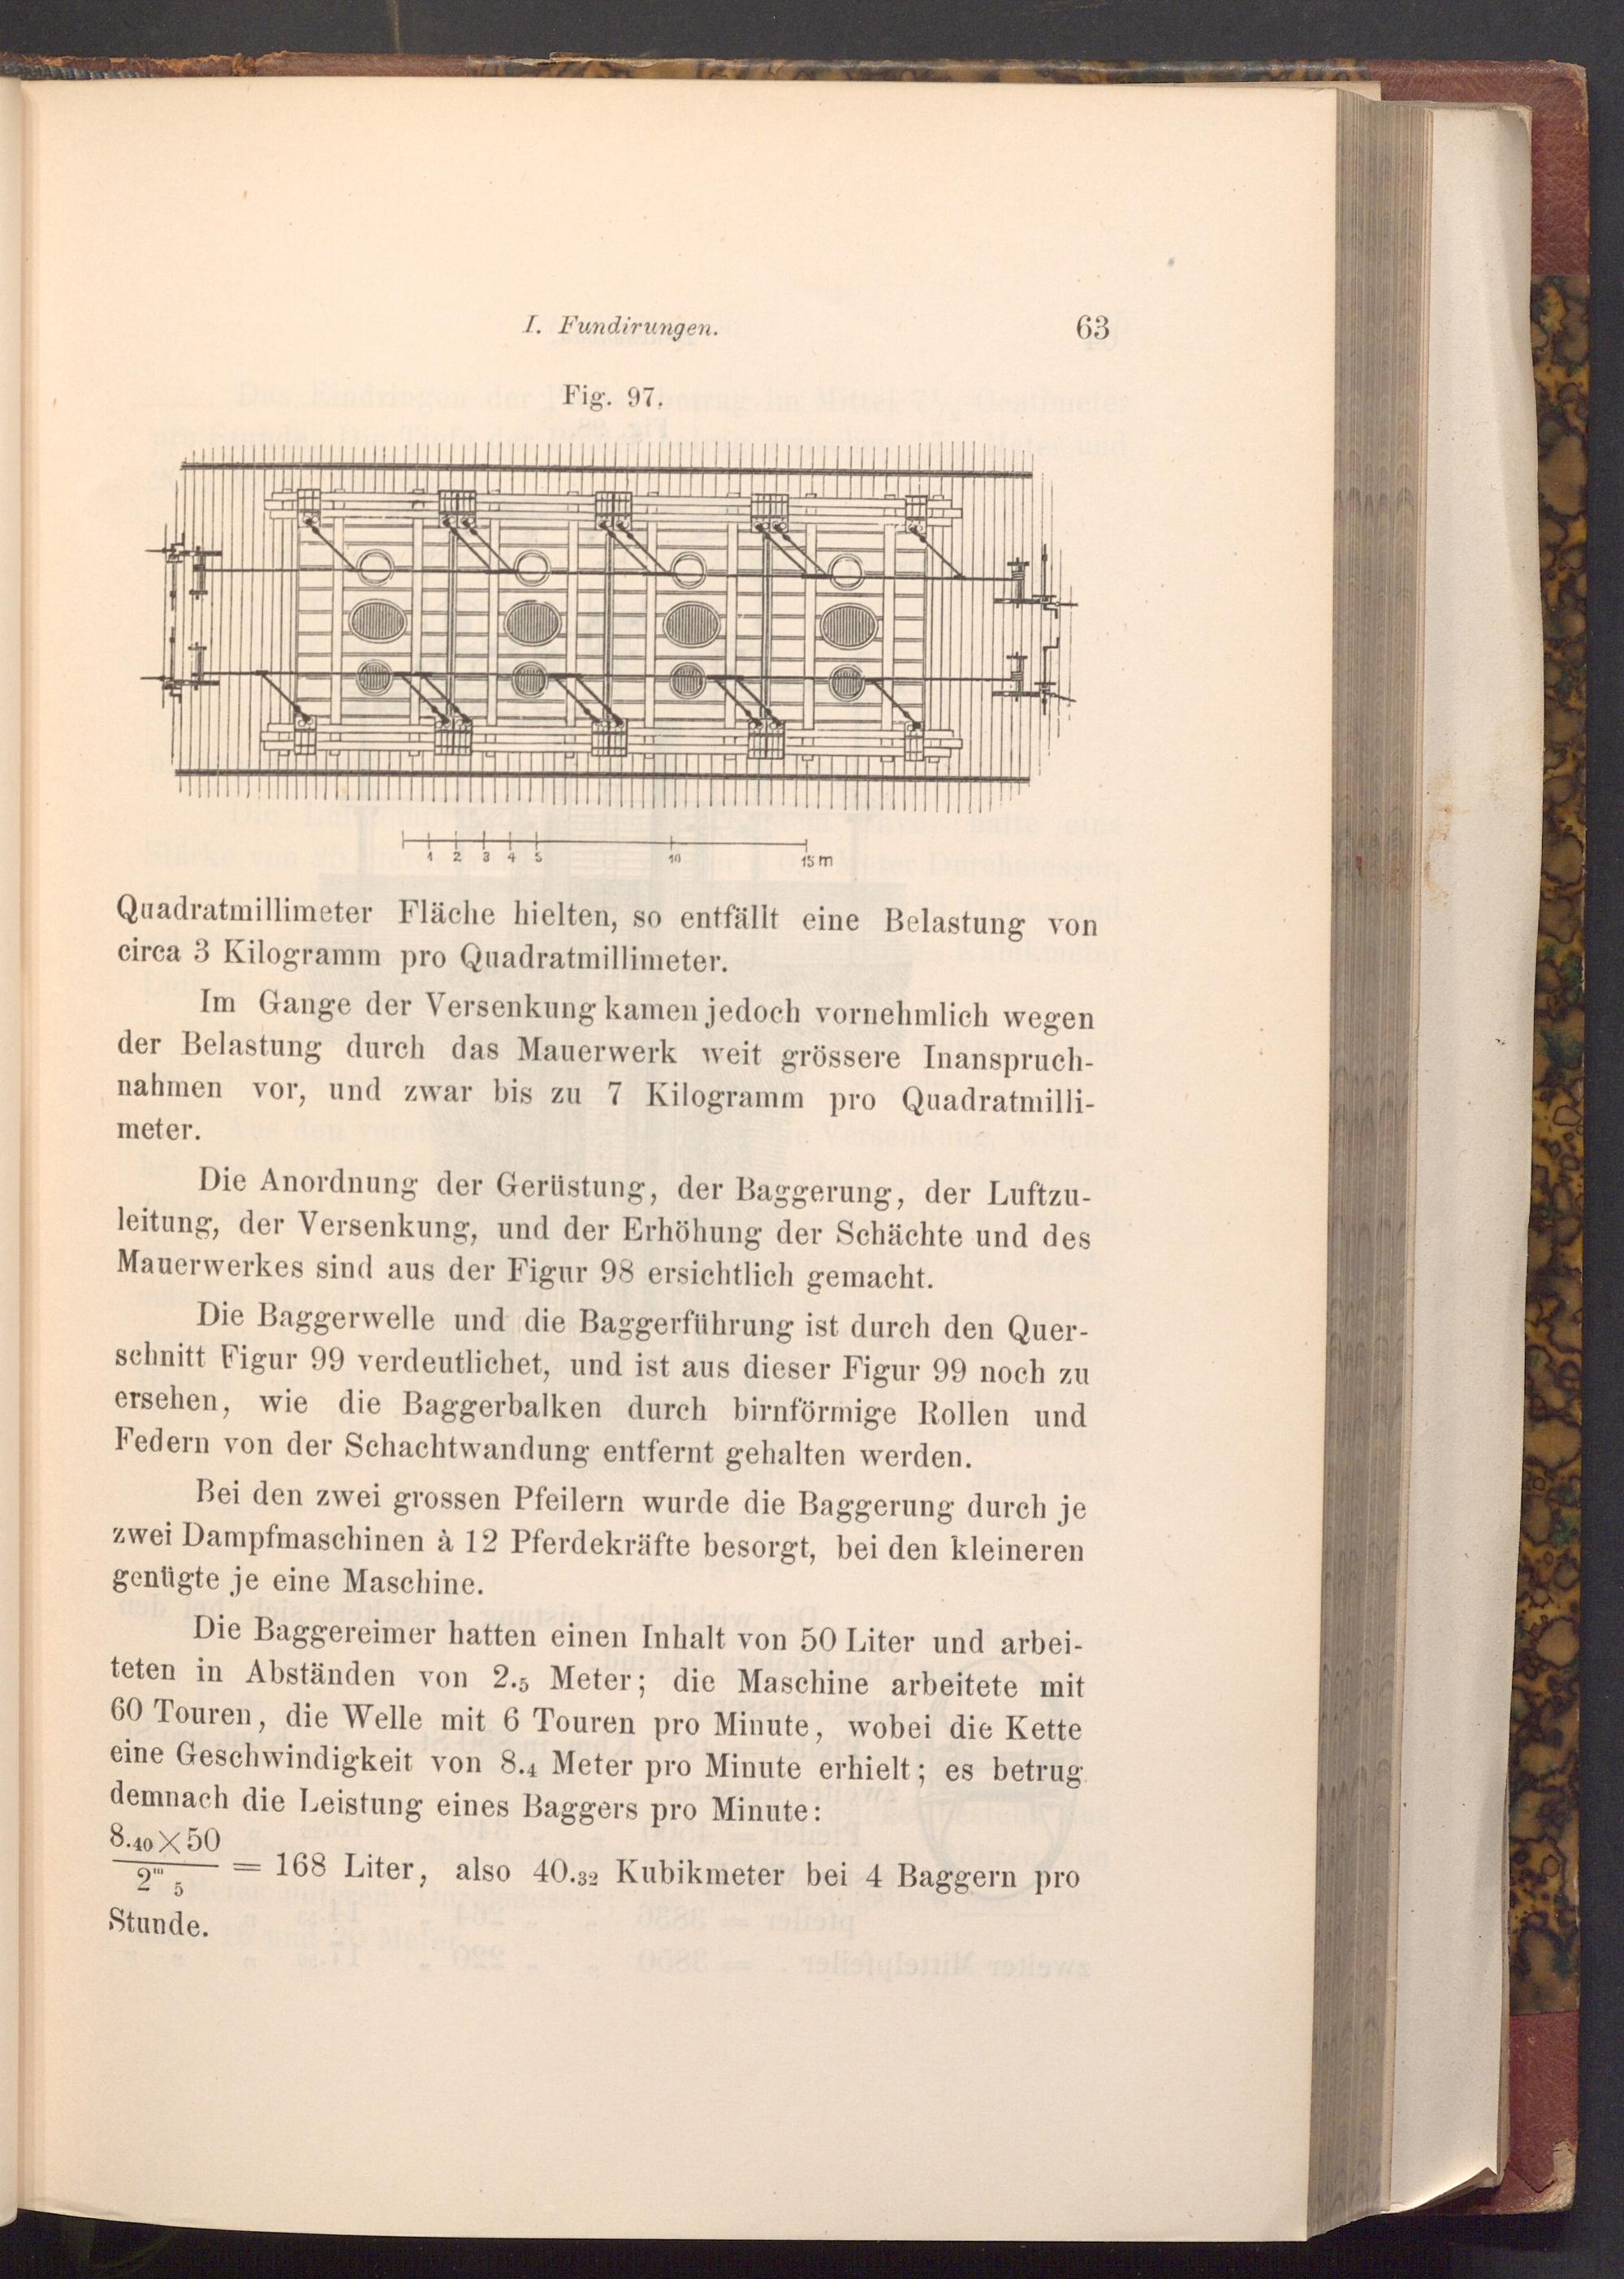 I. Fundirungen. 63
Fig. 97.
1 2 3 4 5 10 15 m
Quadratmillimeter Fläche hielten, so entfällt eine Belastung von
circa 3 Kilogramm pro Quadratmillimeter.
Im Gange der Versenkung kamen jedoch vornehmlich wegen
der Belastung durch das Mauerwerk weit grössere Inanspruch-
nahmen vor, und zwar bis zu 7 Kilogramm pro Quadratmilli-
meter.
Die Anordnung der Gerüstung, der Baggerung, der Luftzu-
leitung, der Versenkung, und der Erhöhung der Schächte und des
Mauerwerkes sind aus der Figur 98 ersichtlich gemacht.
Die Baggerwelle und die Baggerführung ist durch den Quer-
schnitt Figur 99 verdeutlichet, und ist aus dieser Figur 99 noch zu
ersehen, wie die Baggerbalken durch birnförmige Rollen und
Federn von der Schachtwandung entfernt gehalten werden.
Bei den zwei grossen Pfeilern wurde die Baggerung durch je
zwei Dampfmaschinen à 12 Pferdekräfte besorgt, bei den kleineren
genügte je eine Maschine.
Die Baggereimer hatten einen Inhalt von 50 Liter und arbei-
teten in Abständen von 2.5 Meter; die Maschine arbeitete mit
60 Touren, die Welle mit 6 Touren pro Minute, wobei die Kette
eine Geschwindigkeit von 8.4 Meter pro Minute erhielt; es betrug
demnach die Leistung eines Baggers pro Minute:
8.40 × 50
2 m 5 = 168 Liter, also 40.32 Kubikmeter bei 4 Baggern pro
Stunde.